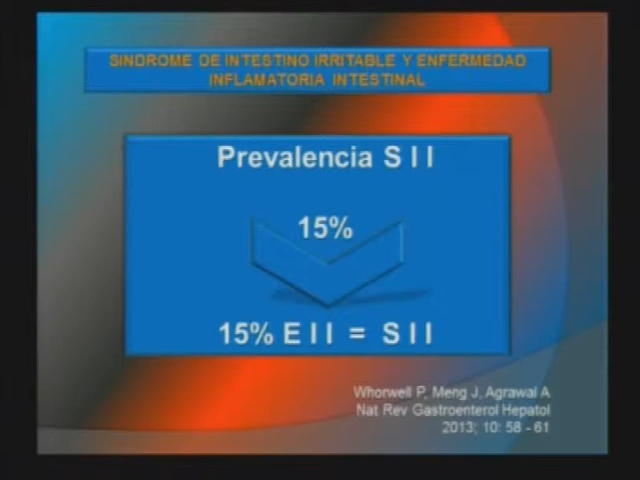 SINDROME DE INTESTINO IRRITABLE Y ENFERMEDAD
INFLAMATORIA INTESTINAL
Prevalencia S I I
15%
15% E I I = S I I
Whorwell P, Meng J, Agrawal A
Nat Rev Gastroenterol Hepatol
2013; 10: 58 - 61